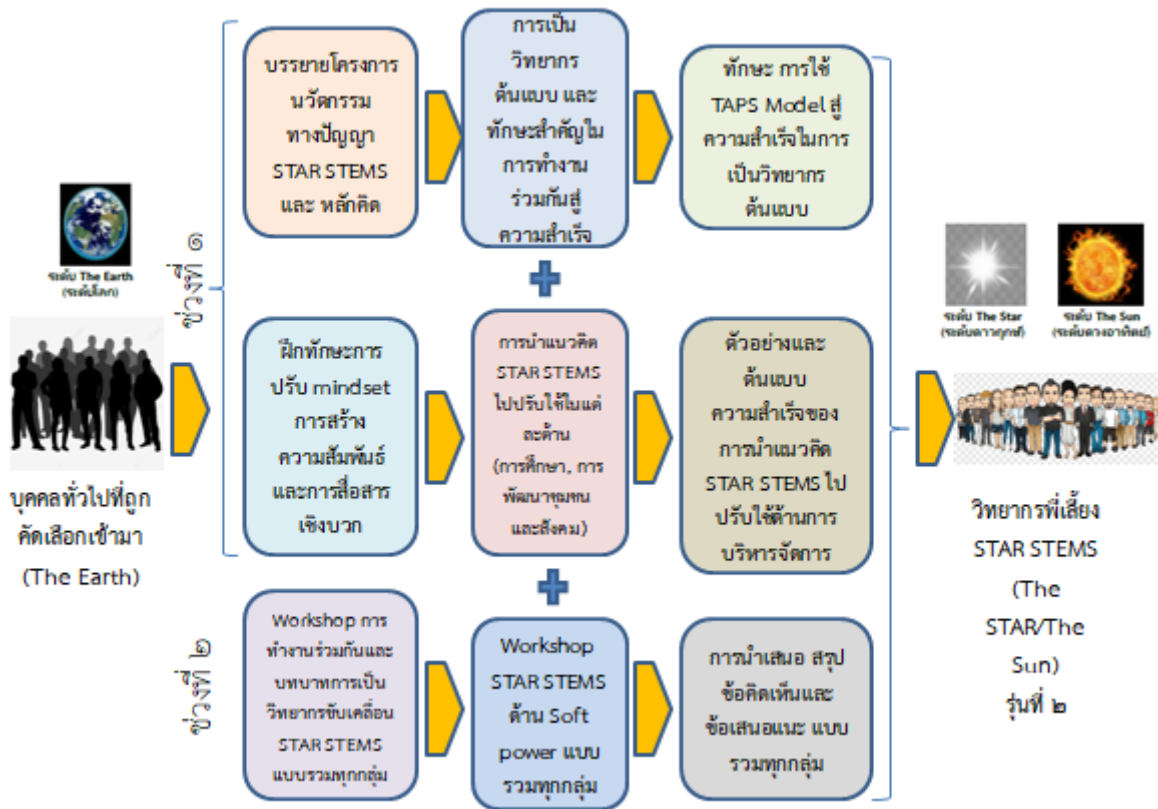 บรรยายโครงการ
นวัตกรรม
ทางปัญญา
STAR STEMS
และ หลักคิด
การเป็น
วิทยากร
ต้นแบบ และ
ทักษะสำคัญใน
การทำงาน
ร่วมกันสู่
ความสำเร็จ
ทักษะ การใช้
TAPS Model สู่
ความสำเร็จในการ
เป็นวิทยากร
ต้นแบบ
ระดับ The Earth
(ระดับโลก)
ช่วงที่ ๑
บุคคลทั่วไปที่ถูก
คัดเลือกเข้ามา
(The Earth)
ฝึกทักษะการ
ปรับ mindset
การสร้าง
ความสัมพันธ์
และการสื่อสาร
เชิงบวก
การนำแนวคิด
STAR STEMS
ไปปรับใช้ในแต่
ละด้าน
(การศึกษา, การ
พัฒนาชุมชน
และสังคม)
ตัวอย่างและ
ต้นแบบ
ความสำเร็จของ
การนำแนวคิด
STAR STEMS ไป
ปรับใช้ด้านการ
บริหารจัดการ
ช่วงที่ ๒
Workshop การ
ทำงานร่วมกันและ
บทบาทการเป็น
วิทยากรขับเคลื่อน
STAR STEMS
แบบรวมทุกกลุ่ม
Workshop
STAR STEMS
ด้าน Soft
power แบบ
รวมทุกกลุ่ม
การนำเสนอ สรุป
ข้อคิดเห็นและ
ข้อเสนอแนะ แบบ
รวมทุกกลุ่ม
ระดับ The Star
(ระดับดาวฤกษ์)
ระดับ The Sun
(ระดับดวงอาทิตย์)
วิทยากรพี่เลี้ยง
STAR STEMS
(The
STAR/The
Sun)
รุ่นที่ ๒